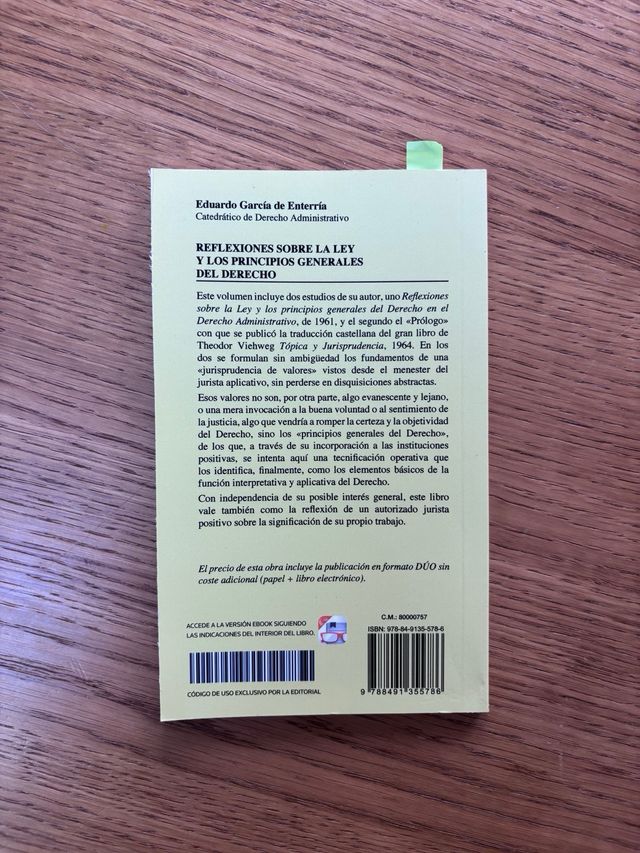 Eduardo García de Enterría
Catedrático de Derecho Administrativo
REFLEXIONES SOBRE LA LEY
Y LOS PRINCIPIOS GENERALES
DEL DERECHO
Este volumen incluye dos estudios de su autor, uno Reflexiones
sobre la Ley y los principios generales del Derecho en el
Derecho Administrativo, de 1961, y el segundo el «Prólogo»
con que se publicó la traducción castellana del gran libro de
Theodor Viehweg Tópica y Jurisprudencia, 1964. En los
dos se formulan sin ambigüedad los fundamentos de una
«jurisprudencia de valores» vistos desde el menester del
jurista aplicativo, sin perderse en disquisiciones abstractas.
Esos valores no son, por otra parte, algo evanescente y lejano,
o una mera invocación a la buena voluntad o al sentimiento de
la justicia, algo que vendría a romper la certeza y la objetividad
del Derecho, sino los «principios generales del Derecho»,
de los que, a través de su incorporación a las instituciones
positivas, se intenta aquí una tecnificación operativa que
los identifica, finalmente, como los elementos básicos de la
función interpretativa y aplicativa del Derecho.
Con independencia de su posible interés general, este libro
vale también como la reflexión de un autorizado jurista
positivo sobre la significación de su propio trabajo.
El precio de esta obra incluye la publicación en formato DÚO sin
coste adicional (papel + libro electrónico).
ACCEDE A LA VERSIÓN EBOOK SIGUIENDO
LAS INDICACIONES DEL INTERIOR DEL LIBRO.
CÓDIGO DE USO EXCLUSIVO POR LA EDITORIAL
C.M.: 80000757
ISBN: 978-84-9135-578-6
9 788491 355786